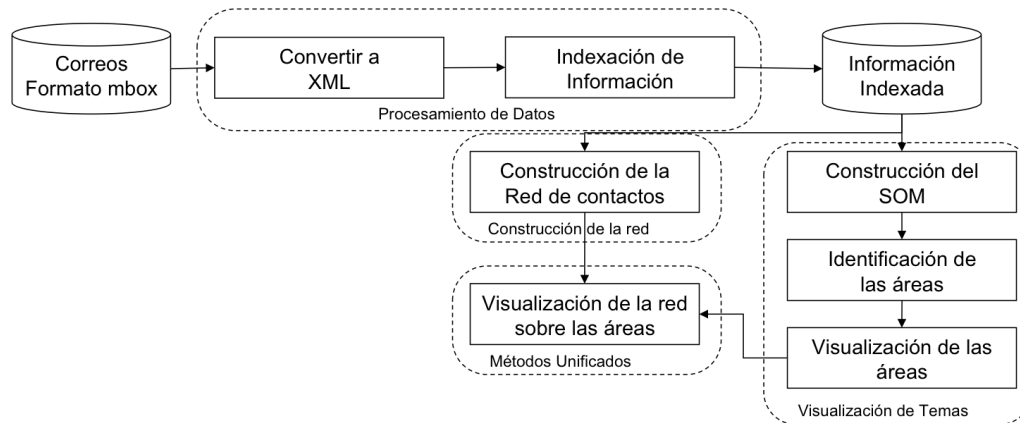 Correos
Formato mbox
Convertir a
XML
Indexación de
Información
Información
Indexada
Procesamiento de Datos
Construcción de la
Red de contactos
Construcción de la red
Construcción del
SOM
Identificación de
las áreas
Visualización de las
áreas
Visualización de Temas
Visualización de la red
sobre las áreas
Métodos Unificados